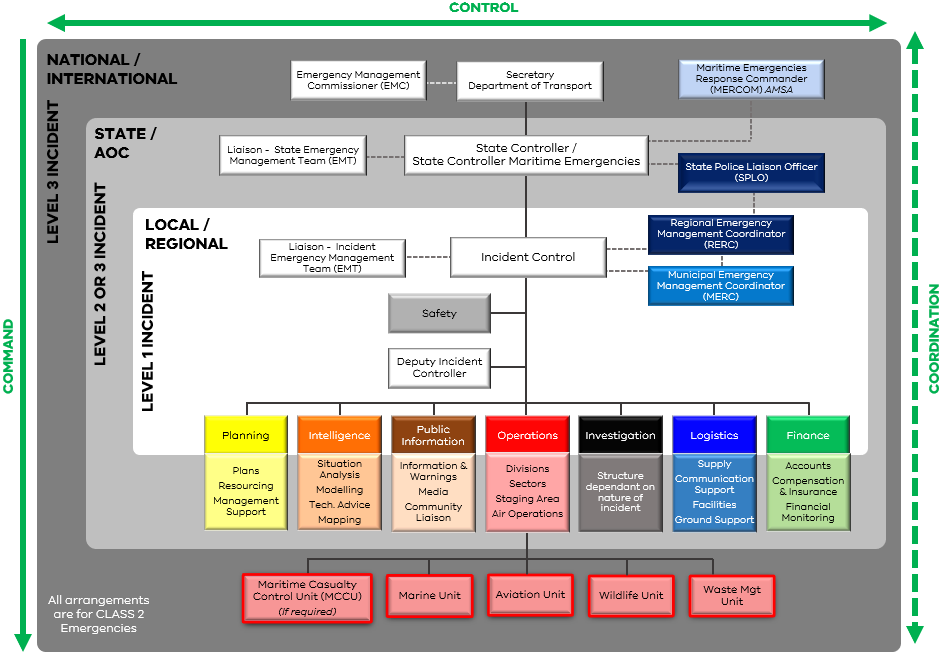 CONTROL
NATIONAL /
INTERNATIONAL
Emergency Management
Commissioner (EMC)
Secretary
Department of Transport
Maritime Emergencies
Response Commander
(MERCOM) AMSA
LEVEL 3 INCIDENT
STATE /
AOC
Liaison - State Emergency
Management Team (EMT)
State Controller /
State Controller Maritime Emergencies
State Police Liaison Officer
(SPLO)
LEVEL 2 OR 3 INCIDENT
LOCAL /
REGIONAL
Liaison - Incident
Emergency Management
Team (EMT)
Incident Control
Regional Emergency
Management Coordinator
(RERC)
Municipal Emergency
Management Coordinator
(MERC)
LEVEL 1 INCIDENT
Safety
Deputy Incident
Controller
COMMAND
COORDINATION
Planning
Intelligence
Public
Information
Operations
Investigation
Logistics
Finance
Plans
Resourcing
Management
Support
Situation
Analysis
Modelling
Tech. Advice
Mapping
Information &
Warnings
Media
Community
Liaison
Divisions
Sectors
Staging Area
Air Operations
Structure
dependant on
nature of
incident
Supply
Communication
Support
Facilities
Ground Support
Accounts
Compensation
& Insurance
Financial
Monitoring
Maritime Casualty
Control Unit (MCCU)
(If required)
Marine Unit
Aviation Unit
Wildlife Unit
Waste Mgt
Unit
All arrangements
are for CLASS 2
Emergencies